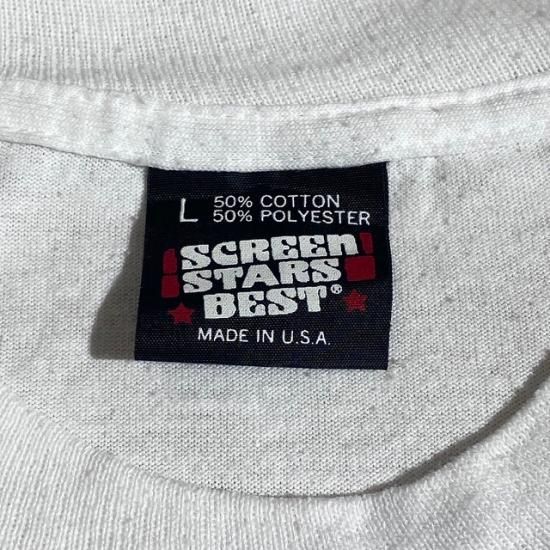 L 50% COTTON
50% POLYESTER
SCREEN
STARS
BEST®
MADE IN U.S.A.